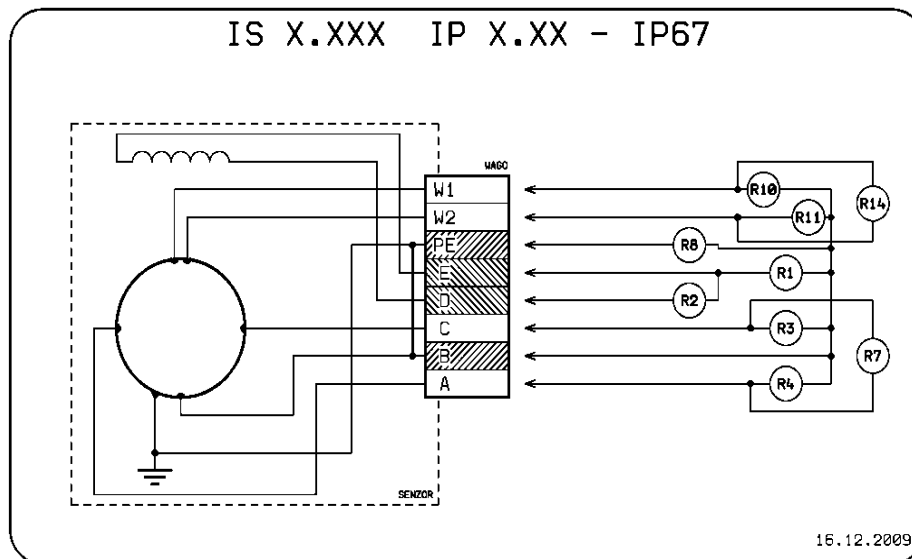 IS X.XXX IP X.XX - IP67
WAGO
W1
R10
R14
W2
R11
PE
R8
E
R1
D
R2
C
R3
B
R7
A
R4
SENZOR
16.12.2009